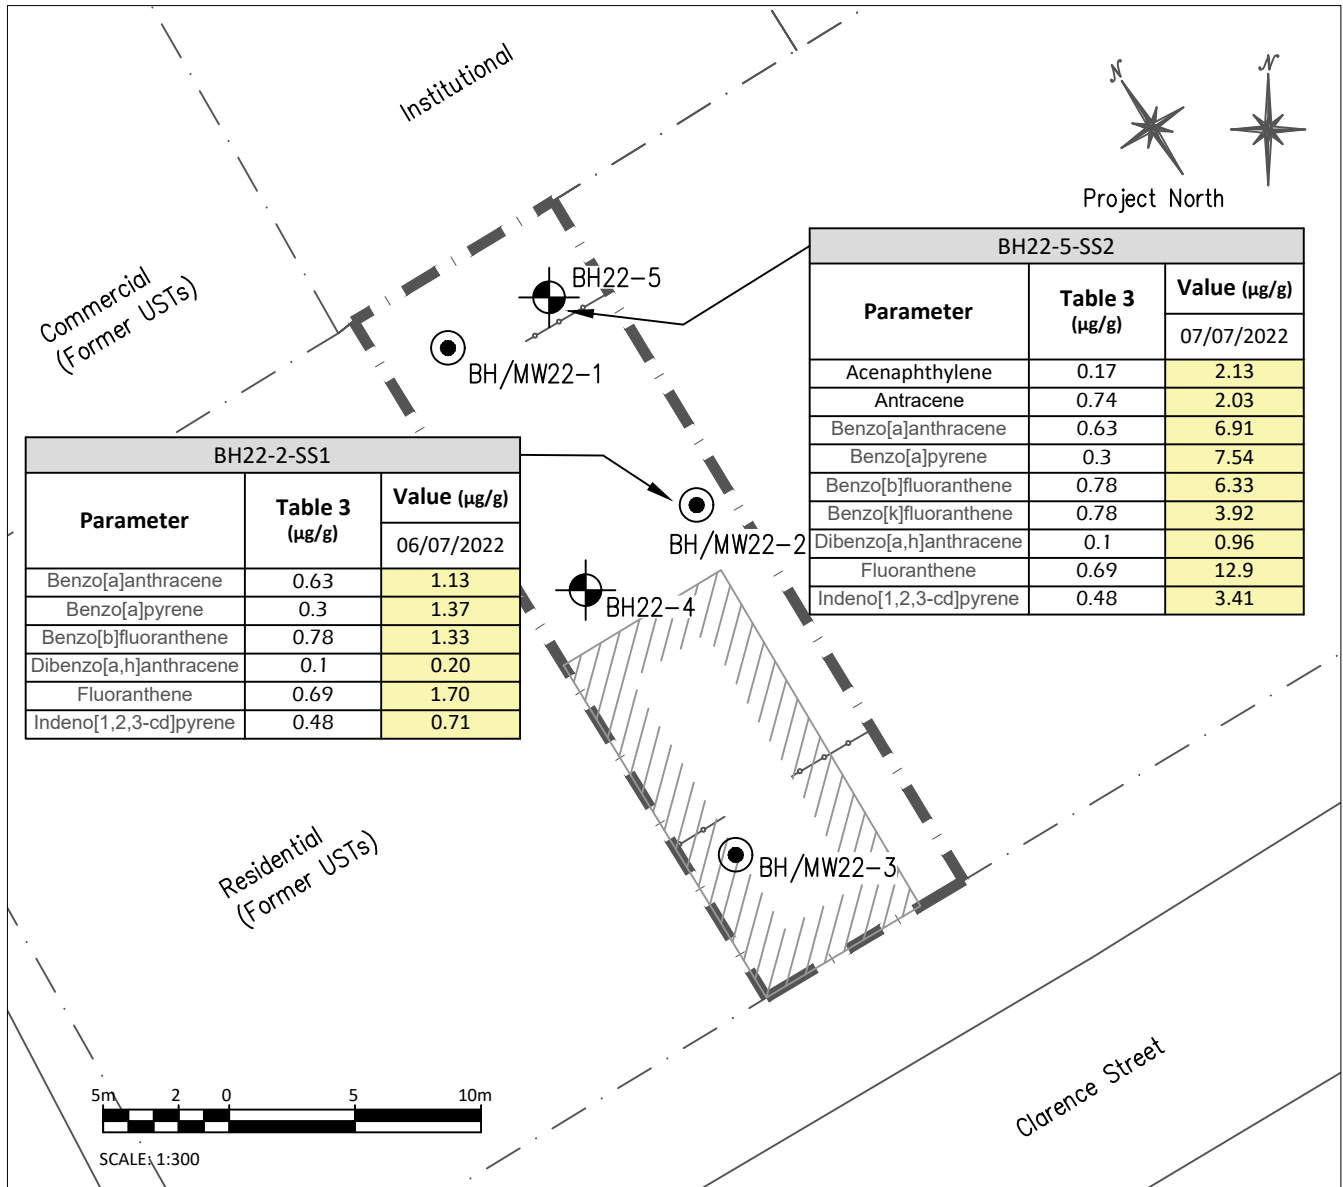 Institutional
N
N
Project North
Commercial
(Former USTs)
BH22-5
BH/MW22-1
BH22-5-SS2
Parameter Table 3 (µg/g) Value (µg/g)
07/07/2022
Acenaphthylene 0.17 2.13
Antracene 0.74 2.03
Benzo[a]anthracene 0.63 6.91
Benzo[a]pyrene 0.3 7.54
Benzo[b]fluoranthene 0.78 6.33
Benzo[k]fluoranthene 0.78 3.92
Dibenzo[a,h]anthracene 0.1 0.96
Fluoranthene 0.69 12.9
Indeno[1,2,3-cd]pyrene 0.48 3.41
BH22-2-SS1
Parameter Table 3 (µg/g) Value (µg/g)
06/07/2022
Benzo[a]anthracene 0.63 1.13
Benzo[a]pyrene 0.3 1.37
Benzo[b]fluoranthene 0.78 1.33
Dibenzo[a,h]anthracene 0.1 0.20
Fluoranthene 0.69 1.70
Indeno[1,2,3-cd]pyrene 0.48 0.71
BH/MW22-2
BH22-4
BH/MW22-3
Residential
(Former USTs)
Clarence Street
5m 2 0 5 10m
SCALE: 1:300